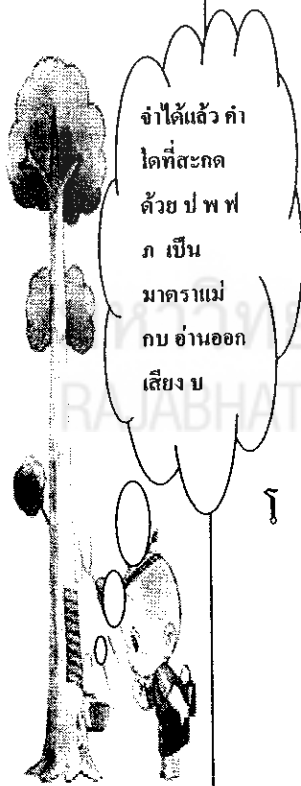 จำได้แล้ว คำ
ใดที่สะกด
ด้วย ป พ ฟ
ภ เป็น
มาตราแม่
กบ อ่านออก
เสียง บ
RAJABHAT